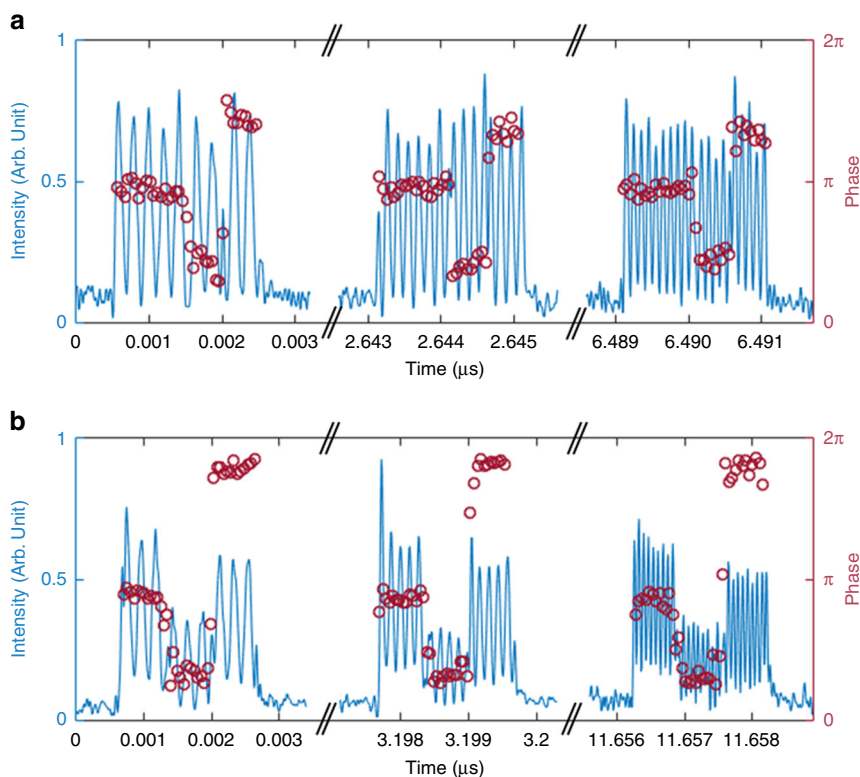 a
1
2π
Intensity (Arb. Unit)
0.5
π
Phase
0
0
0
0.001
0.002
0.003
2.643
2.644
2.645
6.489
6.490
6.491
Time (μs)
b
1
2π
Intensity (Arb. Unit)
0.5
π
Phase
0
0
0
0.001
0.002
0.003
3.198
3.199
3.2
11.656
11.657
11.658
Time (μs)